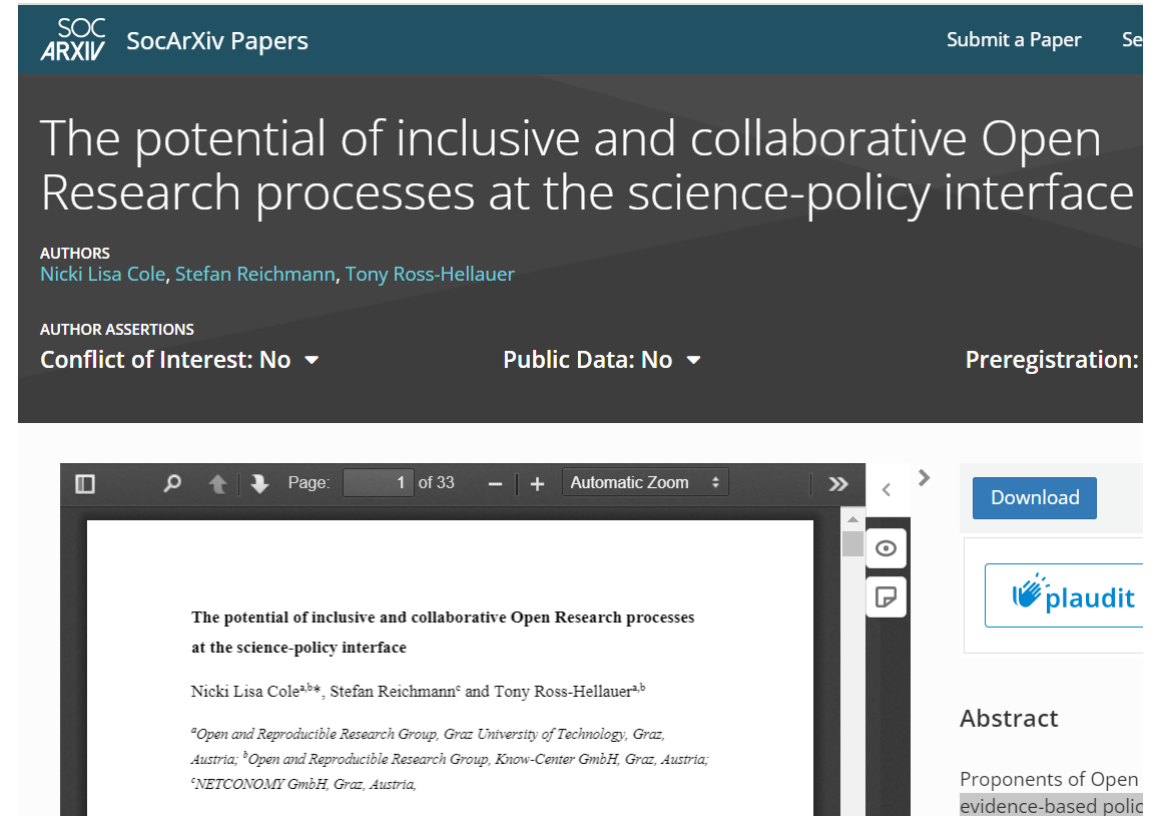 SOC
ARXIV
SocArXiv Papers
Submit a Paper
Se
The potential of inclusive and collaborative Open
Research processes at the science-policy interface
AUTHORS
Nicki Lisa Cole, Stefan Reichmann, Tony Ross-Hellauer
AUTHOR ASSERTIONS
Conflict of Interest: No
Public Data: No
Preregistration:
Page: 1 of 33
Automatic Zoom
The potential of inclusive and collaborative Open Research processes
at the science-policy interface
Nicki Lisa Coleᵃ,ᵇ*, Stefan Reichmannᶜ and Tony Ross-Hellauerᵃ,ᵇ
ᵃOpen and Reproducible Research Group, Graz University of Technology, Graz,
Austria; ᵇOpen and Reproducible Research Group, Know-Center GmbH, Graz, Austria;
ᶜNETCONOMY GmbH, Graz, Austria,
Download
plaudit
Abstract
Proponents of Open
evidence-based polic